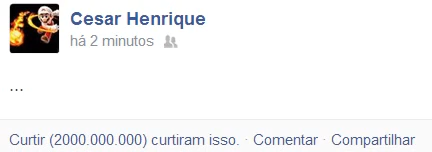 Cesar Henrique
há 2 minutos
...
Curtir (2000.000.000) curtiram isso. · Comentar · Compartilhar